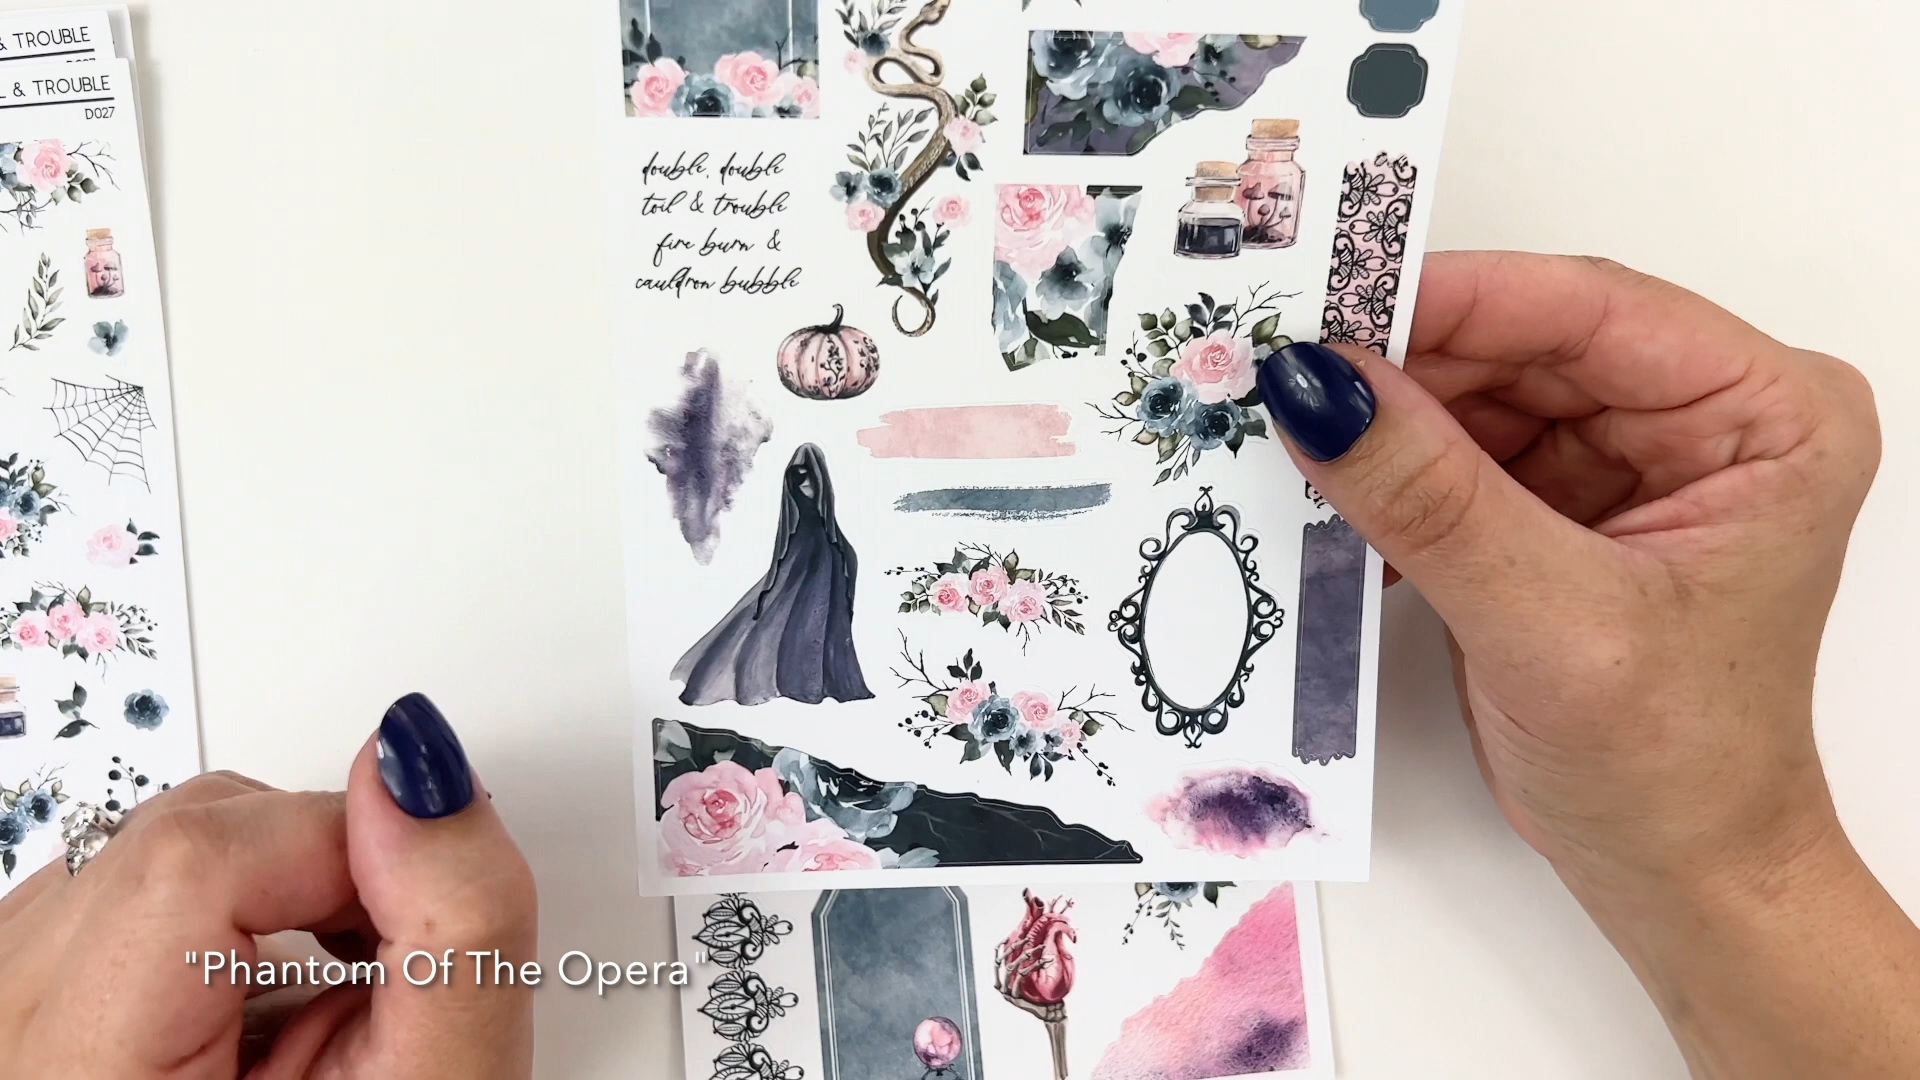 & TROUBLE
L & TROUBLE
D027
double, double
toil & trouble
fire burn &
cauldron bubble
"Phantom Of The Opera"